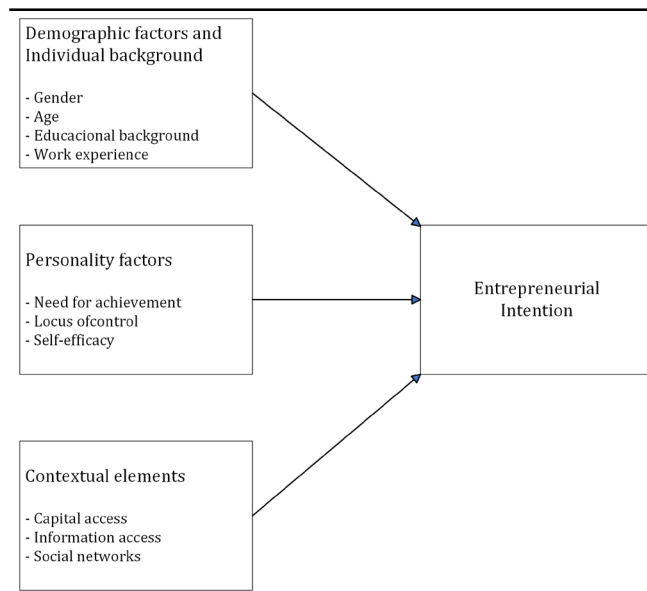 Demographic factors and
Individual background
- Gender
- Age
- Educacional background
- Work experience
Personality factors
- Need for achievement
- Locus ofcontrol
- Self-efficacy
Contextual elements
- Capital access
- Information access
- Social networks
Entrepreneurial
Intention